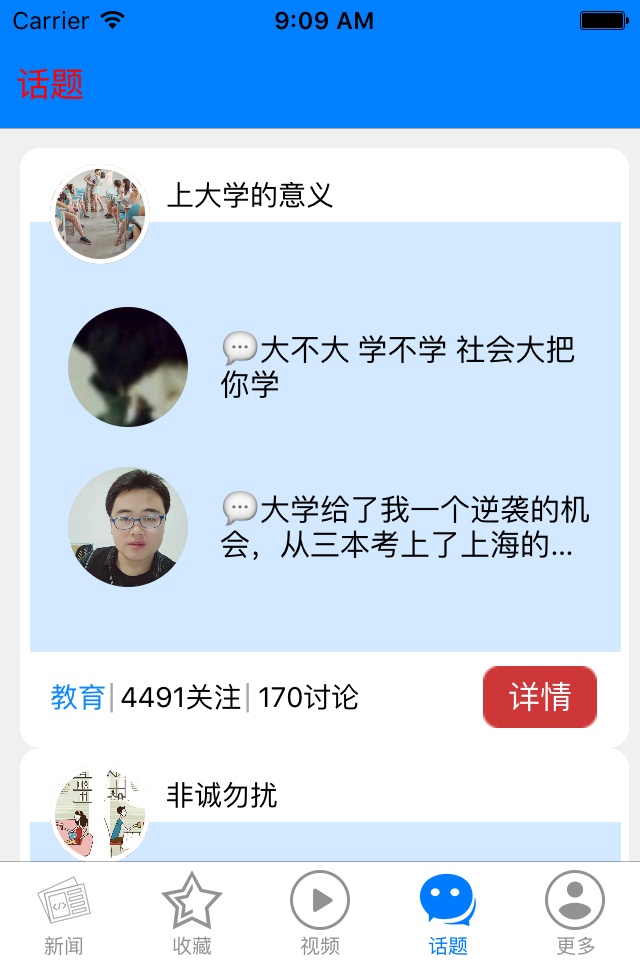 Carrier 9:09 AM
话题
上大学的意义
💬大不大 学不学 社会大把
你学
💬大学给了我一个逆袭的机
会，从三本考上了上海的...
教育|4491关注|170讨论 详情
非诚勿扰
新闻 收藏 视频 话题 更多